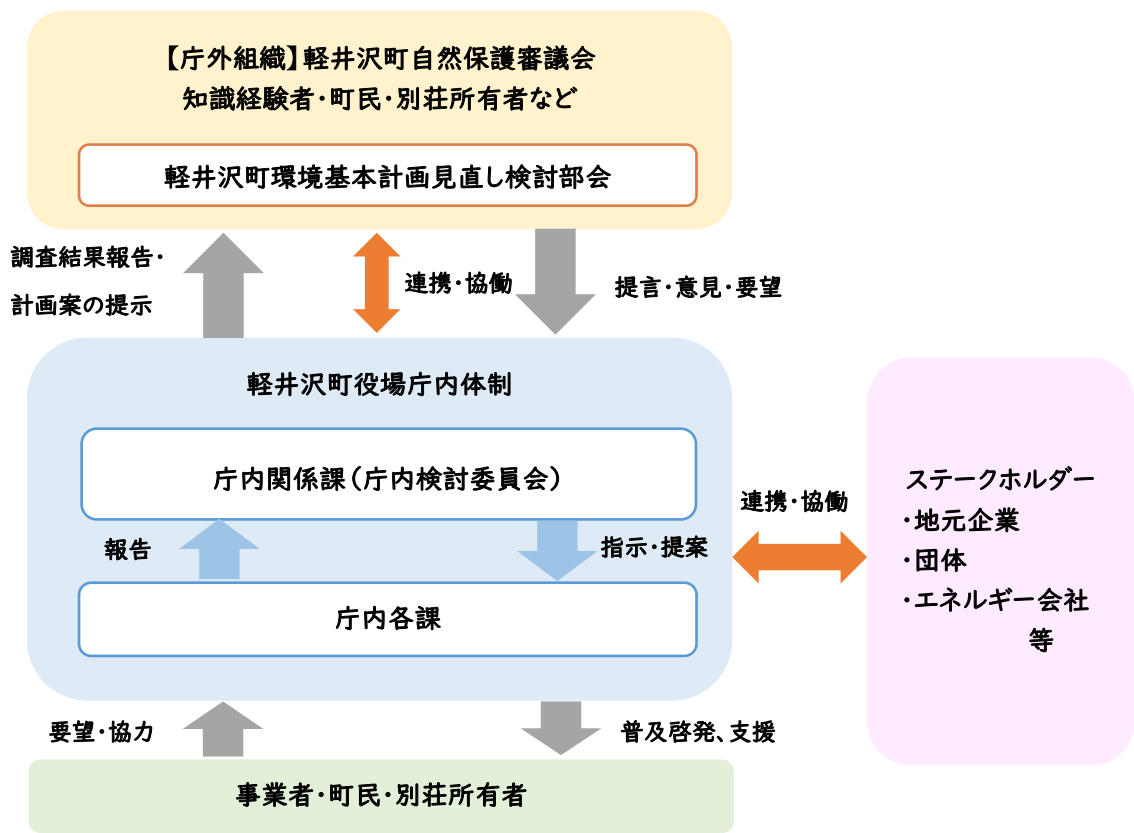 【庁外組織】軽井沢町自然保護審議会
知識経験者・町民・別荘所有者など
軽井沢町環境基本計画見直し検討部会
調査結果報告・
計画案の提示
連携・協働
提言・意見・要望
軽井沢町役場庁内体制
庁内関係課（庁内検討委員会）
報告
指示・提案
庁内各課
連携・協働
ステークホルダー
・地元企業
・団体
・エネルギー会社
等
要望・協力
普及啓発、支援
事業者・町民・別荘所有者